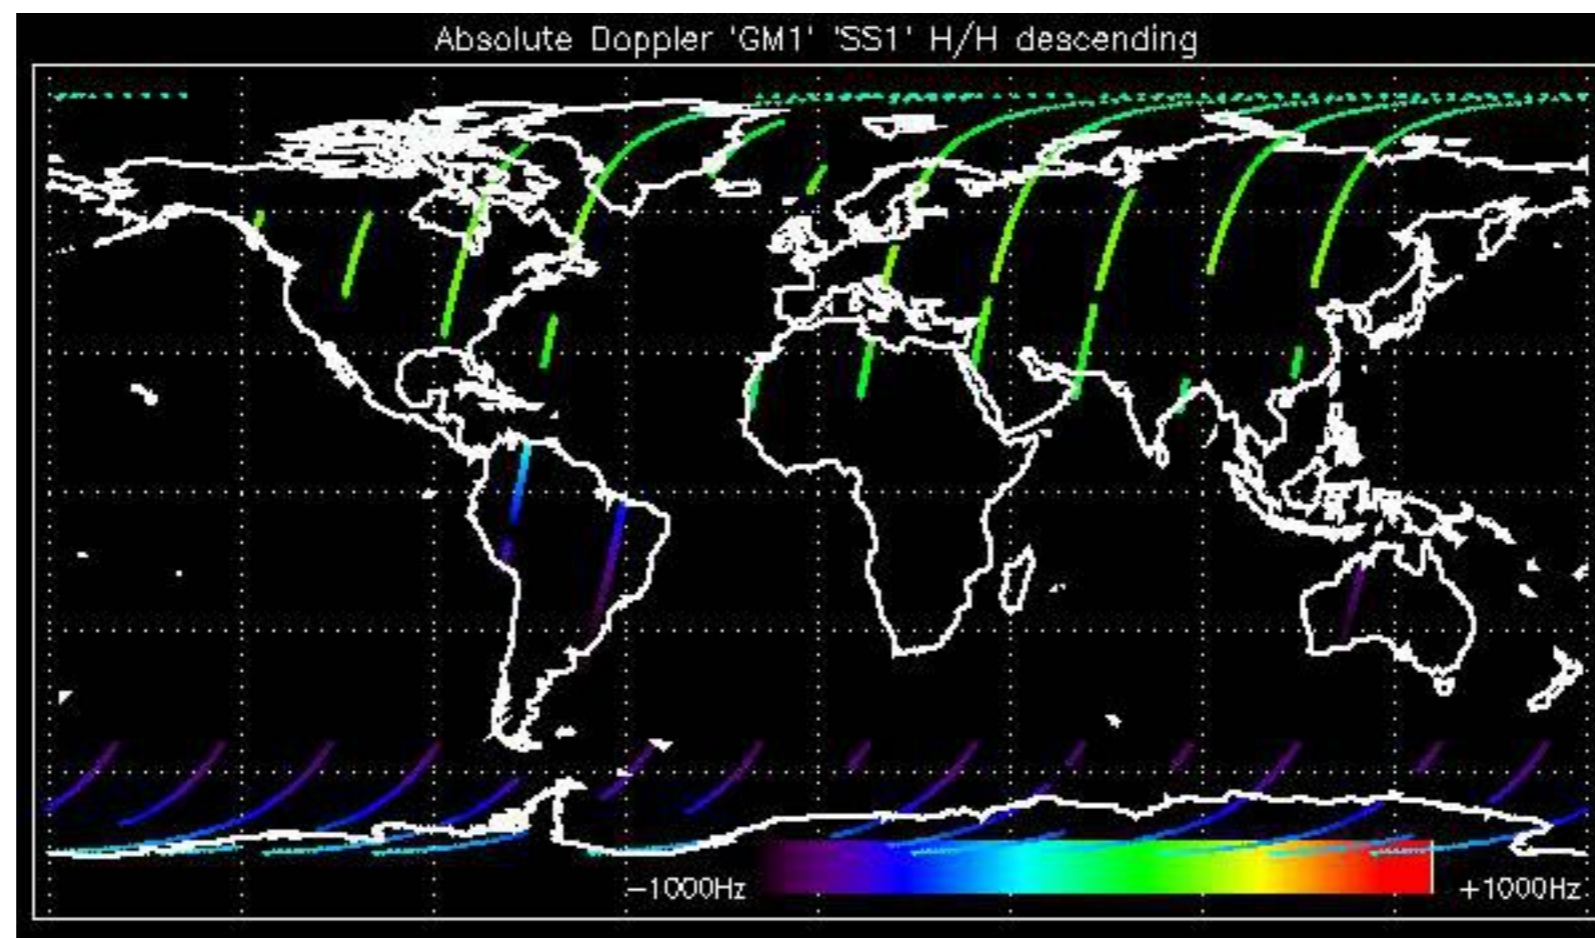 Absolute Doppler 'GM1' 'SS1' H/H descending
−1000Hz
+1000Hz